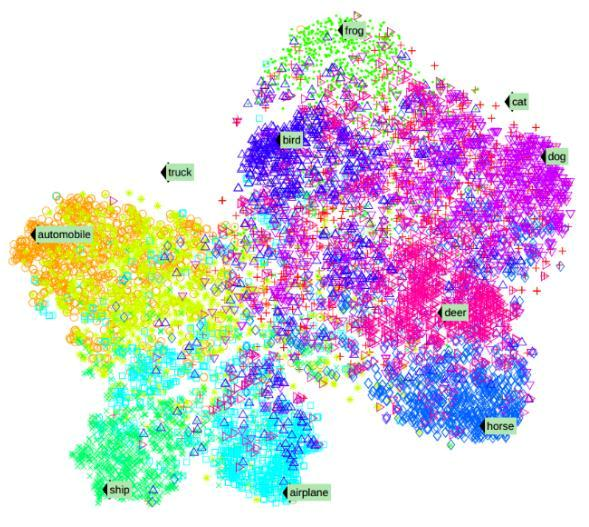 frog
cat
bird
dog
truck
automobile
deer
horse
ship
airplane